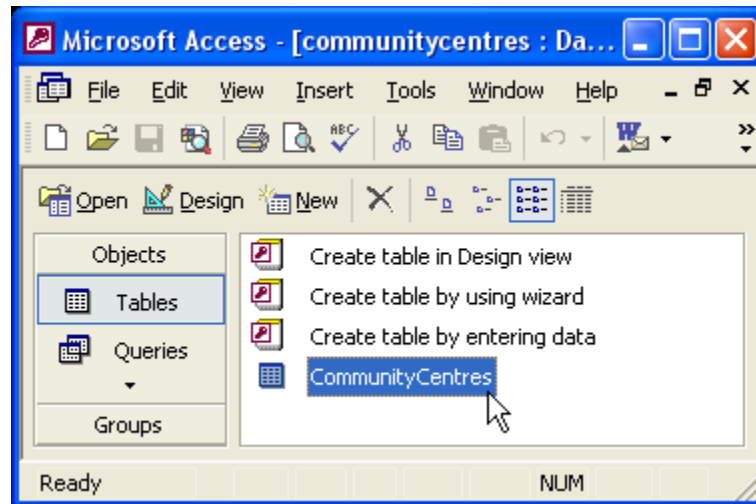 Microsoft Access - [communitycentres : Da...
File Edit View Insert Tools Window Help
ABC W
Open Design New
Objects
Tables
Queries
Groups
Create table in Design view
Create table by using wizard
Create table by entering data
CommunityCentres
Ready NUM